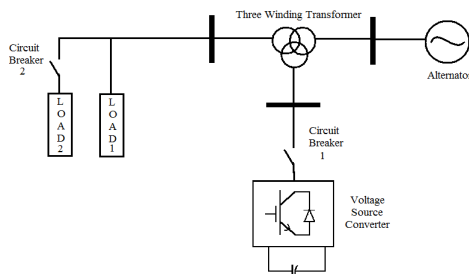 Three Winding Transformer
Circuit
Breaker
2
Alternator
L
O
A
D
2
L
O
A
D
1
Circuit
Breaker
1
Voltage
Source
Converter